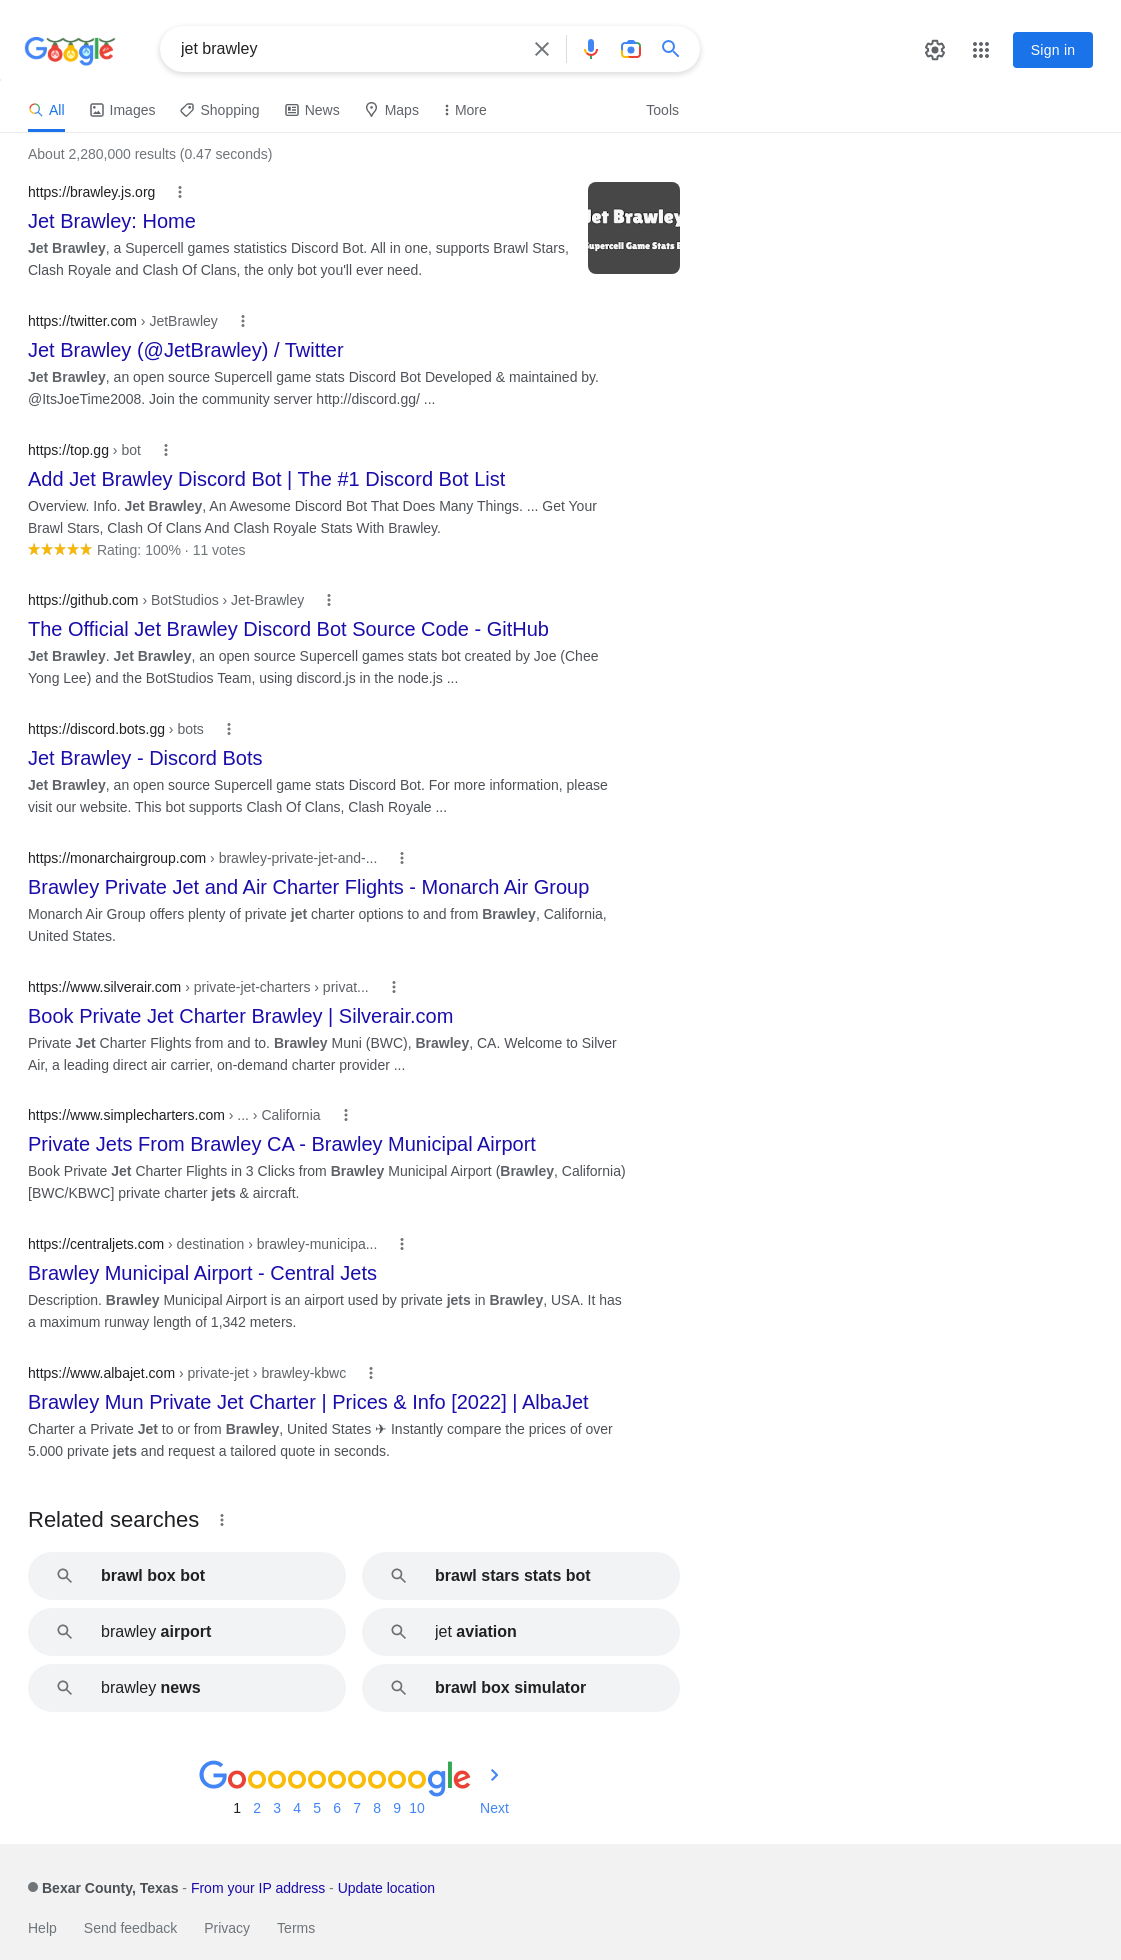 Google
jet brawley
Sign in
All Images Shopping News Maps More Tools
About 2,280,000 results (0.47 seconds)
https://brawley.js.org
Jet Brawley: Home
Jet Brawley, a Supercell games statistics Discord Bot. All in one, supports Brawl Stars,
Clash Royale and Clash Of Clans, the only bot you'll ever need.
Jet Brawley
Supercell Game Stats B
https://twitter.com › JetBrawley
Jet Brawley (@JetBrawley) / Twitter
Jet Brawley, an open source Supercell game stats Discord Bot Developed & maintained by.
@ItsJoeTime2008. Join the community server http://discord.gg/ ...
https://top.gg › bot
Add Jet Brawley Discord Bot | The #1 Discord Bot List
Overview. Info. Jet Brawley, An Awesome Discord Bot That Does Many Things. ... Get Your
Brawl Stars, Clash Of Clans And Clash Royale Stats With Brawley.
Rating: 100% · 11 votes
https://github.com › BotStudios › Jet-Brawley
The Official Jet Brawley Discord Bot Source Code - GitHub
Jet Brawley. Jet Brawley, an open source Supercell games stats bot created by Joe (Chee
Yong Lee) and the BotStudios Team, using discord.js in the node.js ...
https://discord.bots.gg › bots
Jet Brawley - Discord Bots
Jet Brawley, an open source Supercell game stats Discord Bot. For more information, please
visit our website. This bot supports Clash Of Clans, Clash Royale ...
https://monarchairgroup.com › brawley-private-jet-and-...
Brawley Private Jet and Air Charter Flights - Monarch Air Group
Monarch Air Group offers plenty of private jet charter options to and from Brawley, California,
United States.
https://www.silverair.com › private-jet-charters › privat...
Book Private Jet Charter Brawley | Silverair.com
Private Jet Charter Flights from and to. Brawley Muni (BWC), Brawley, CA. Welcome to Silver
Air, a leading direct air carrier, on-demand charter provider ...
https://www.simplecharters.com › ... › California
Private Jets From Brawley CA - Brawley Municipal Airport
Book Private Jet Charter Flights in 3 Clicks from Brawley Municipal Airport (Brawley, California)
[BWC/KBWC] private charter jets & aircraft.
https://centraljets.com › destination › brawley-municipa...
Brawley Municipal Airport - Central Jets
Description. Brawley Municipal Airport is an airport used by private jets in Brawley, USA. It has
a maximum runway length of 1,342 meters.
https://www.albajet.com › private-jet › brawley-kbwc
Brawley Mun Private Jet Charter | Prices & Info [2022] | AlbaJet
Charter a Private Jet to or from Brawley, United States ✈ Instantly compare the prices of over
5.000 private jets and request a tailored quote in seconds.
Related searches
brawl box bot
brawl stars stats bot
brawley airport
jet aviation
brawley news
brawl box simulator
Goooooooooogle
1 2 3 4 5 6 7 8 9 10 Next
Bexar County, Texas - From your IP address - Update location
Help Send feedback Privacy Terms